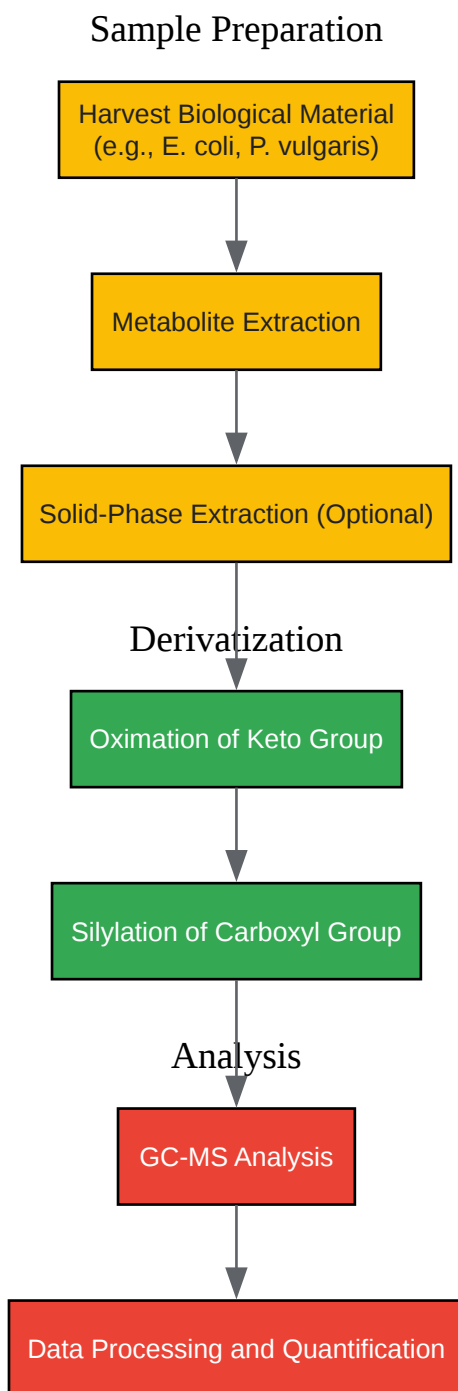 Sample Preparation
Harvest Biological Material
(e.g., E. coli, P. vulgaris)
Metabolite Extraction
Solid-Phase Extraction (Optional)
Derivatization
Oximation of Keto Group
Silylation of Carboxyl Group
Analysis
GC-MS Analysis
Data Processing and Quantification